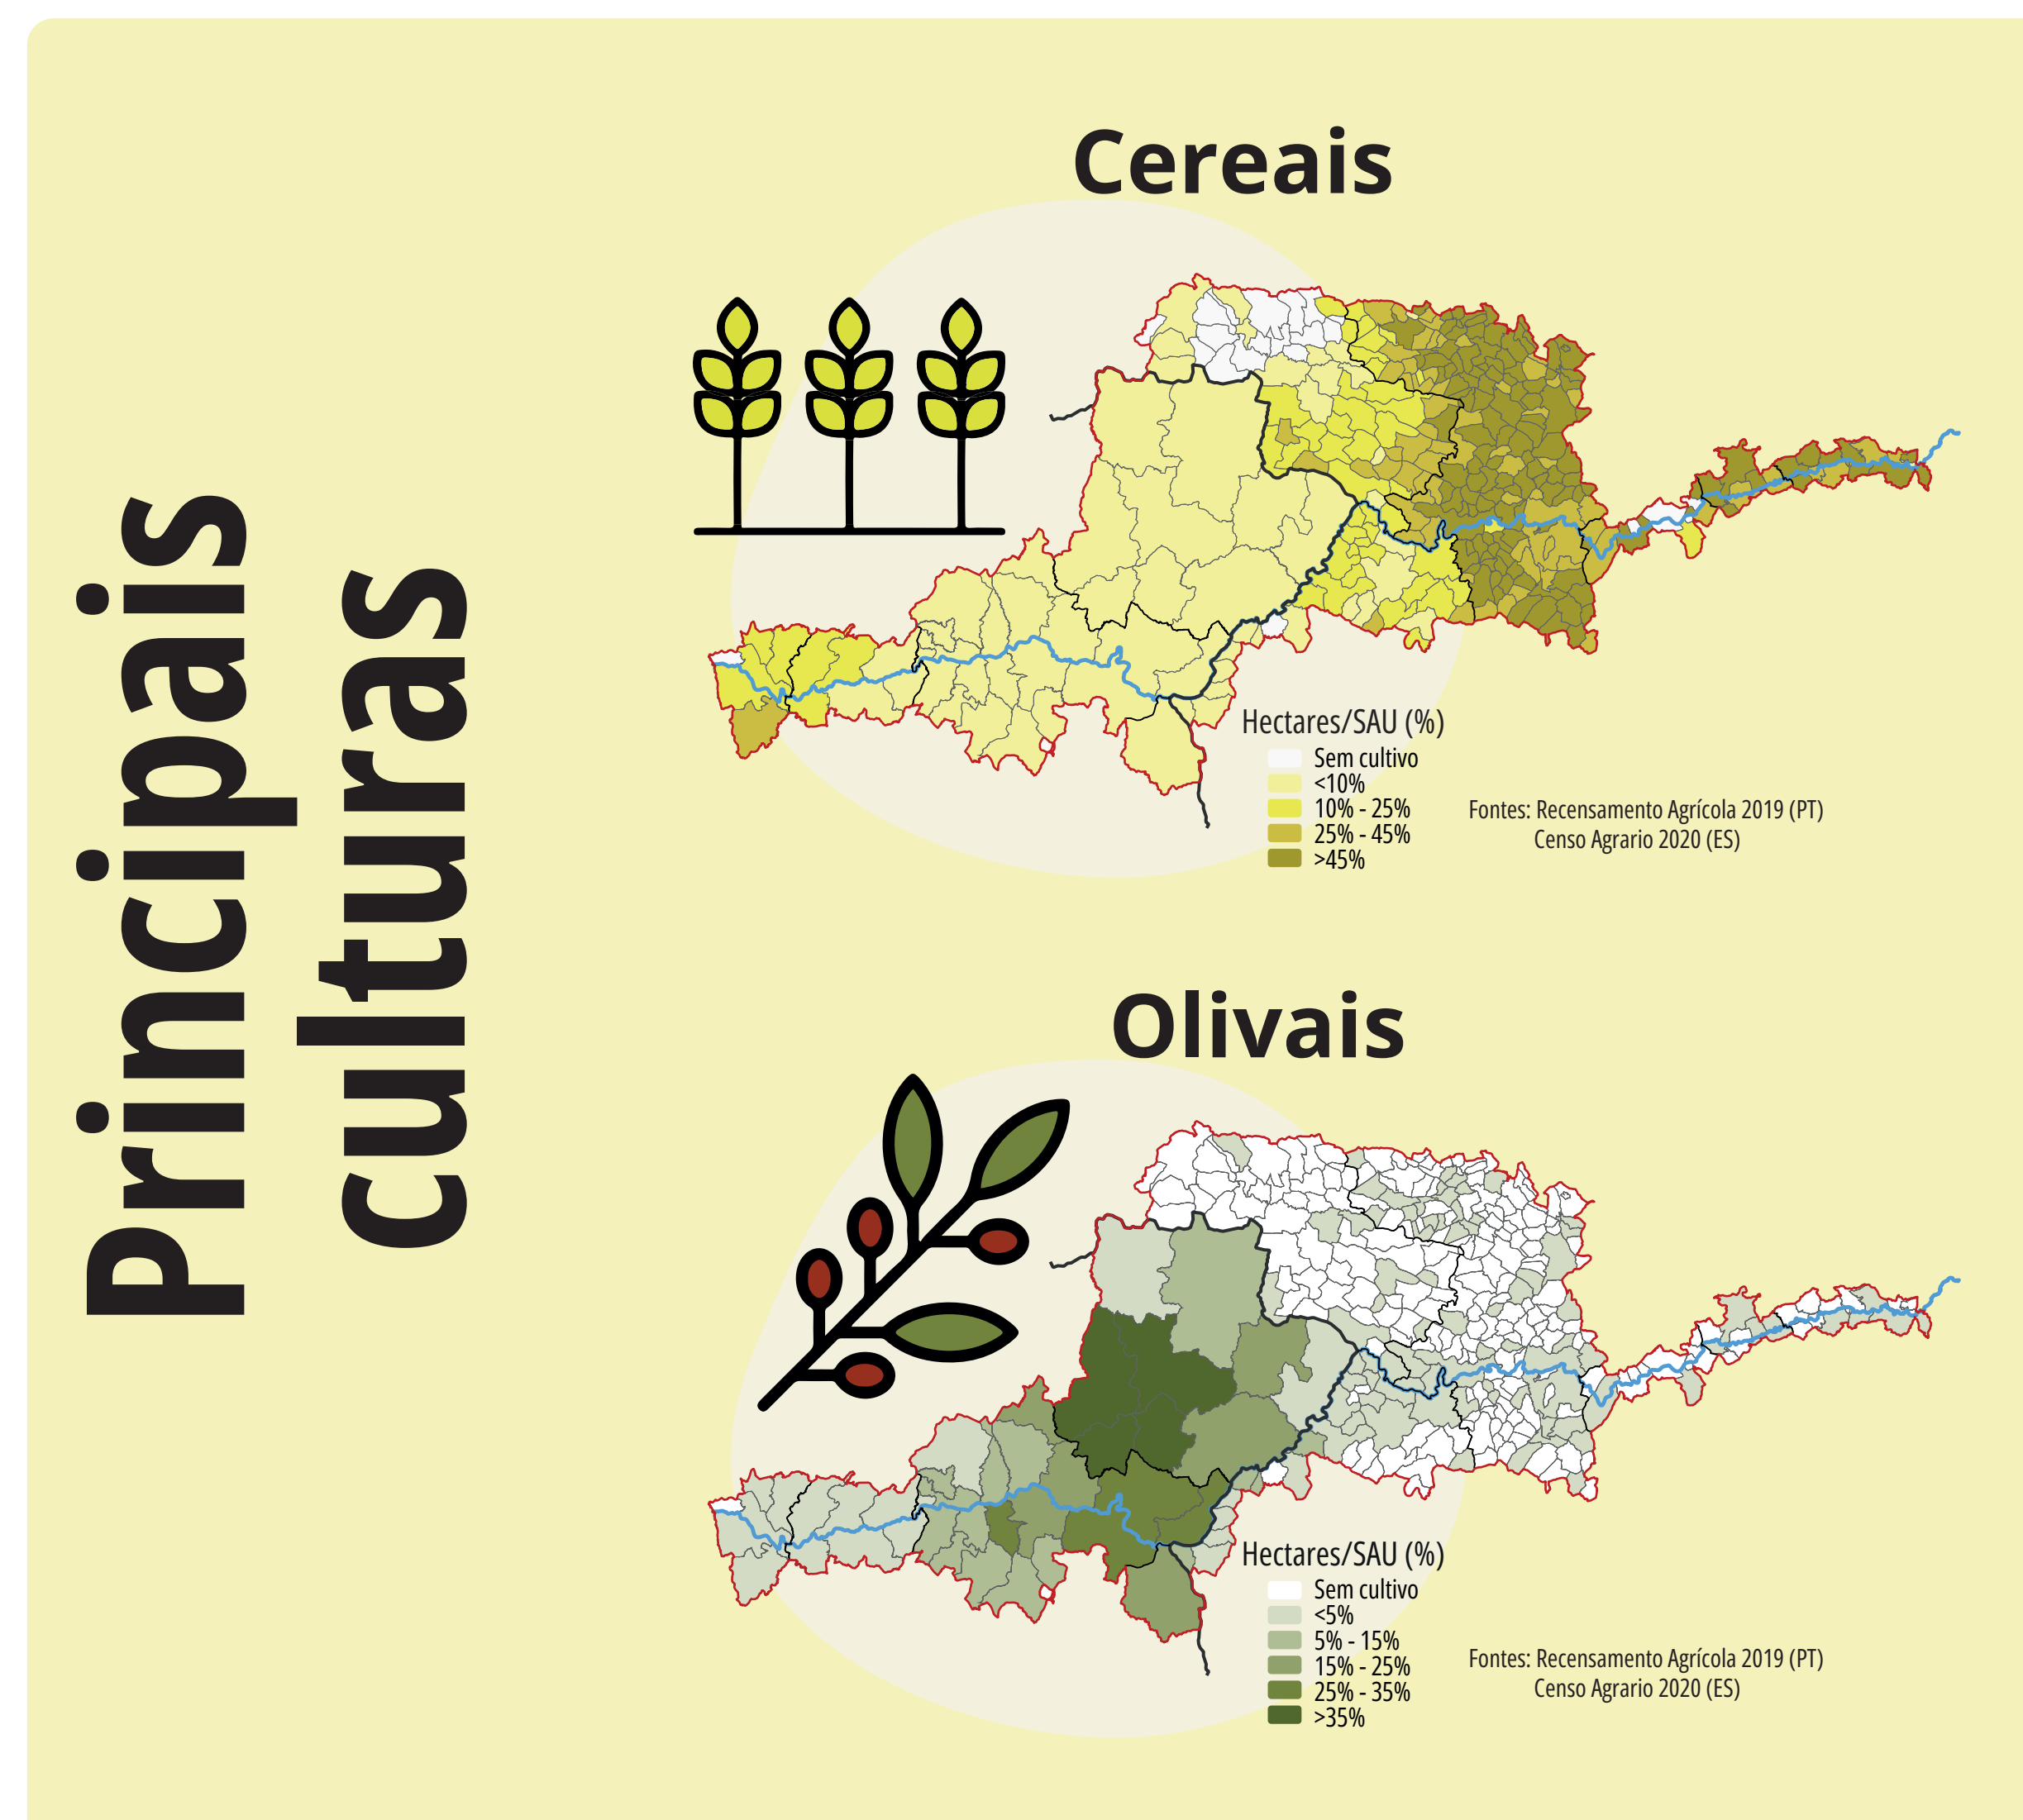 Principais
culturas
Cereais
Hectares/SAU (%)
Sem cultivo
<10%
10% - 25%
25% - 45%
>45%
Fontes: Recensamento Agrícola 2019 (PT)
Censo Agrario 2020 (ES)
Olivais
Hectares/SAU (%)
Sem cultivo
<5%
5% - 15%
15% - 25%
25% - 35%
>35%
Fontes: Recensamento Agrícola 2019 (PT)
Censo Agrario 2020 (ES)